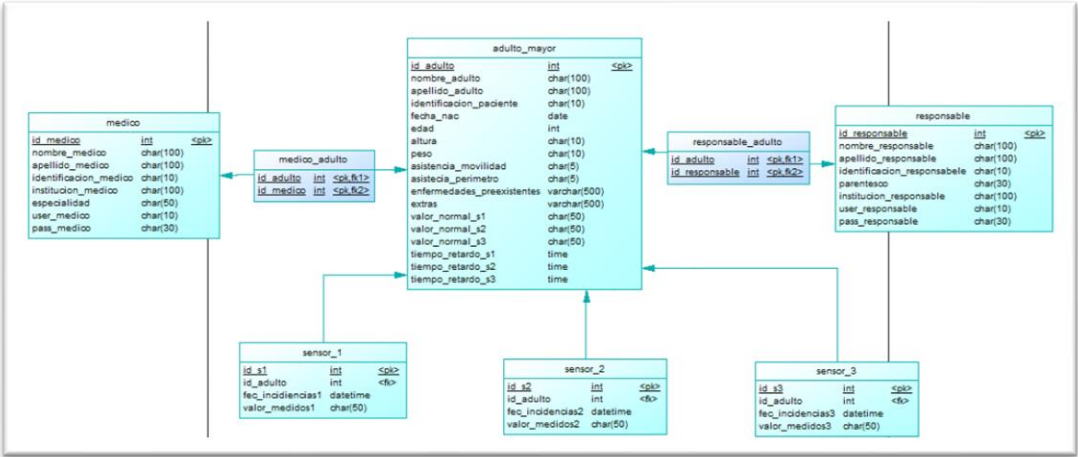 adulto_mayor
id_adulto int <pk>
nombre_adulto char(100)
apellido_adulto char(100)
identificacion_paciente char(10)
fecha_nac date
edad int
altura char(10)
peso char(10)
asistencia_movilidad char(5)
asistecia_perimetro char(5)
enfermedades_preexistentes varchar(500)
extras varchar(500)
valor_normal_s1 char(50)
valor_normal_s2 char(50)
valor_normal_s3 char(50)
tiempo_retardo_s1 time
tiempo_retardo_s2 time
tiempo_retardo_s3 time
medico
id_medico int <pk>
nombre_medico char(100)
apellido_medico char(100)
identificacion_medico char(10)
institucion_medico char(100)
especialidad char(50)
user_medico char(10)
pass_medico char(30)
medico_adulto
id_adulto int <pk,fk1>
id_medico int <pk,fk2>
responsable_adulto
id_adulto int <pk,fk1>
id_responsable int <pk,fk2>
responsable
id_responsable int <pk>
nombre_responsable char(100)
apellido_responsable char(100)
identificacion_responsabele char(10)
parentesco char(30)
institucion_responsable char(100)
user_responsable char(10)
pass_responsable char(30)
sensor_1
id_s1 int <pk>
id_adulto int <fk>
fec_incidiencias1 datetime
valor_medidos1 char(50)
sensor_2
id_s2 int <pk>
id_adulto int <fk>
fec_incidencias2 datetime
valor_medidos2 char(50)
sensor_3
id_s3 int <pk>
id_adulto int <fk>
fec_incidencias3 datetime
valor_medidos3 char(50)